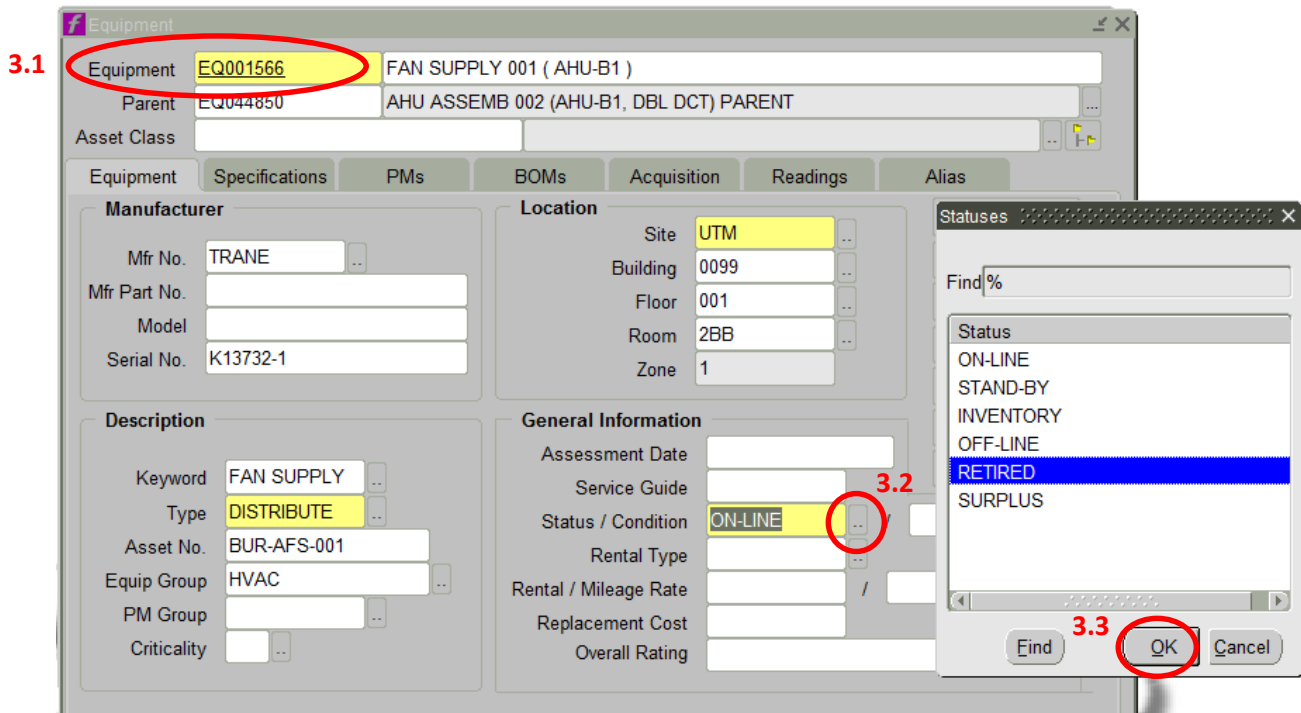 Equipment
3.1
Equipment EQ001566 FAN SUPPLY 001 ( AHU-B1 )
Parent EQ044850 AHU ASSEMB 002 (AHU-B1, DBL DCT) PARENT ...
Asset Class ..
Equipment Specifications PMs BOMs Acquisition Readings Alias
Manufacturer
Mfr No. TRANE ..
Mfr Part No.
Model
Serial No. K13732-1
Location
Site UTM ..
Building 0099 ..
Floor 001 ..
Room 2BB ..
Zone 1
Description
Keyword FAN SUPPLY ..
Type DISTRIBUTE ..
Asset No. BUR-AFS-001
Equip Group HVAC ..
PM Group ..
Criticality ..
General Information
Assessment Date
Service Guide
3.2
Status / Condition ON-LINE .. /
Rental Type ..
Rental / Mileage Rate /
Replacement Cost
Overall Rating
Statuses
Find %
Status
ON-LINE
STAND-BY
INVENTORY
OFF-LINE
RETIRED
SURPLUS
3.3
Find OK Cancel